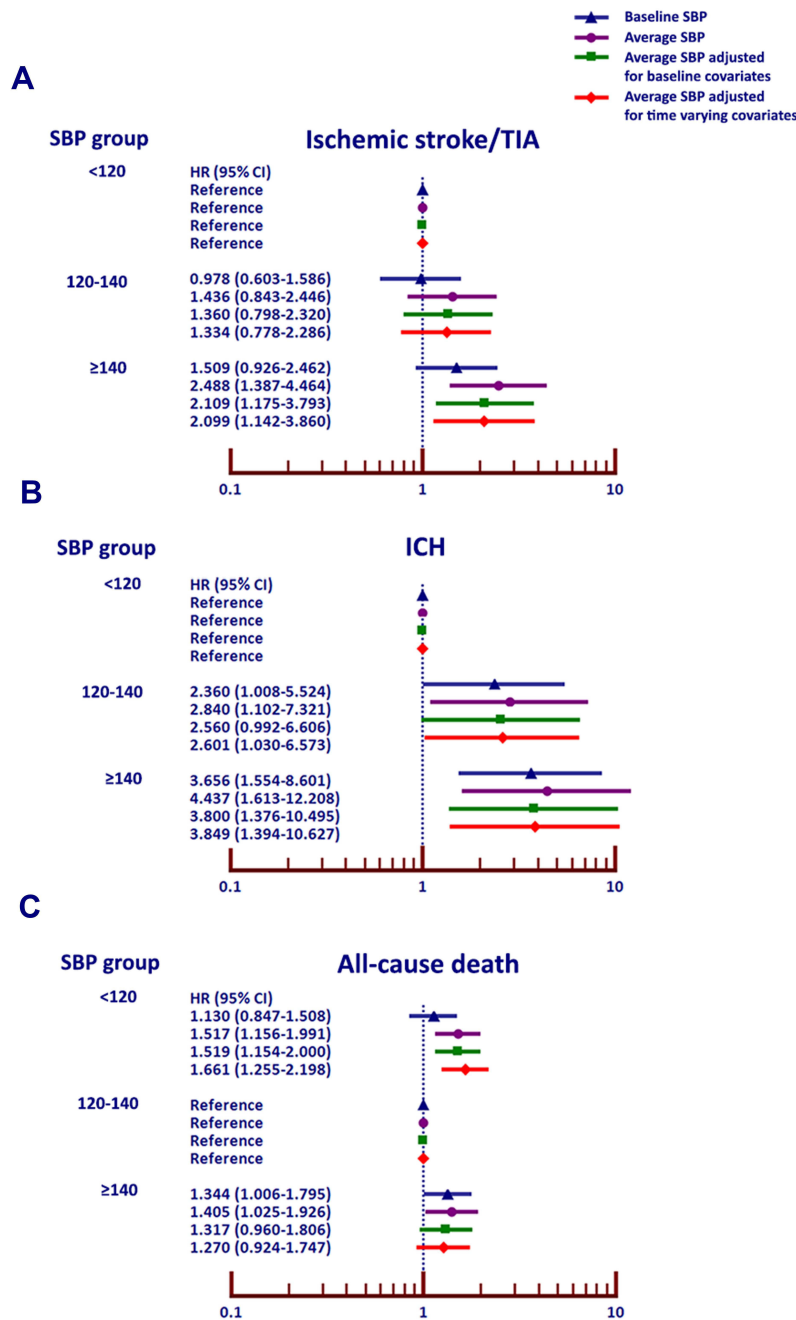 Baseline SBP
Average SBP
Average SBP adjusted
for baseline covariates
Average SBP adjusted
for time varying covariates
A
SBP group
Ischemic stroke/TIA
<120
HR (95% CI)
Reference
Reference
Reference
Reference
120-140
0.978 (0.603-1.586)
1.436 (0.843-2.446)
1.360 (0.798-2.320)
1.334 (0.778-2.286)
≥140
1.509 (0.926-2.462)
2.488 (1.387-4.464)
2.109 (1.175-3.793)
2.099 (1.142-3.860)
0.1 1 10
B
SBP group
ICH
<120
HR (95% CI)
Reference
Reference
Reference
Reference
120-140
2.360 (1.008-5.524)
2.840 (1.102-7.321)
2.560 (0.992-6.606)
2.601 (1.030-6.573)
≥140
3.656 (1.554-8.601)
4.437 (1.613-12.208)
3.800 (1.376-10.495)
3.849 (1.394-10.627)
0.1 1 10
C
SBP group
All-cause death
<120
HR (95% CI)
1.130 (0.847-1.508)
1.517 (1.156-1.991)
1.519 (1.154-2.000)
1.661 (1.255-2.198)
120-140
Reference
Reference
Reference
Reference
≥140
1.344 (1.006-1.795)
1.405 (1.025-1.926)
1.317 (0.960-1.806)
1.270 (0.924-1.747)
0.1 1 10